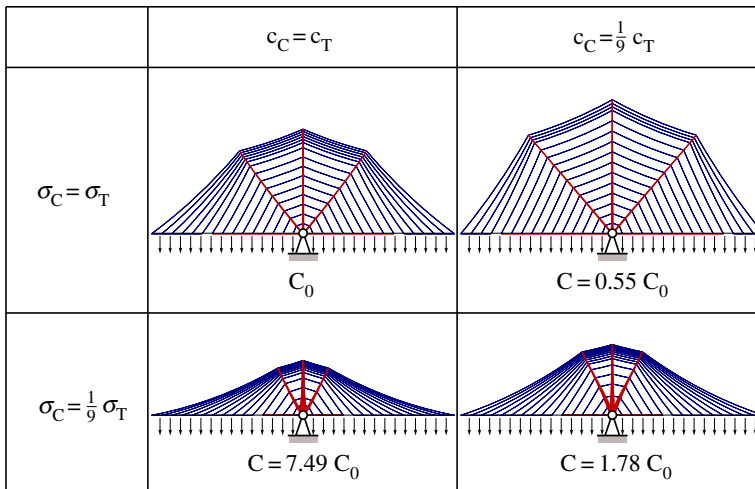 c_C = c_T
c_C = 1/9 c_T
σ_C = σ_T
C_0
C = 0.55 C_0
σ_C = 1/9 σ_T
C = 7.49 C_0
C = 1.78 C_0